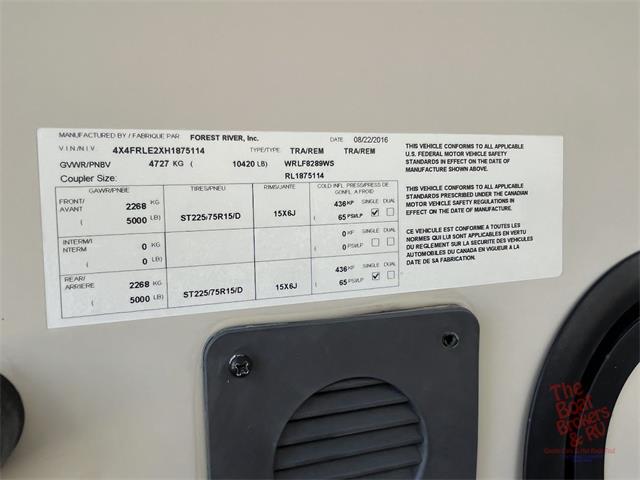 MANUFACTURED BY / FABRIQUE PAR FOREST RIVER, Inc. DATE 08/22/2016
V.I.N/N.I.V. 4X4FRLE2XH1875114 TYPE/TYPE: TRA/REM TRA/REM
GVWR/PNBV 4727 KG ( 10420 LB) WRLF8289WS
Coupler Size: RL1875114
GAWR/PNBE TIRES/PNEU RIMS/JANTE COLD INFL. PRESS/PRESS DE GONFL. A FROID
FRONT/AVANT 2268 KG ( 5000 LB) ST225/75R15/D 15X6J 436 KP SINGLE DUAL 65 PSI/LP
INTERM/INTERM 0 KG ( 0 LB) 0 KP SINGLE DUAL 0 PSI/LP
REAR/ARRIERE 2268 KG ( 5000 LB) ST225/75R15/D 15X6J 436 KP SINGLE DUAL 65 PSI/LP
THIS VEHICLE CONFORMS TO ALL APPLICABLE
U.S. FEDERAL MOTOR VEHICLE SAFETY
STANDARDS IN EFFECT ON THE DATE OF
MANUFACTURE SHOWN ABOVE.
THIS VEHICLE CONFORMS TO ALL APPLICABLE
STANDARDS PRESCRIBED UNDER THE CANADIAN
MOTOR VEHICLE SAFETY REGULATIONS IN
EFFECT ON THE DATE OF MANUFACTURE.
CE VEHICULE EST CONFORME A TOUTES LES
NORMES QUI LUI SONT APPLICABLES EN VERTU
DU REGLEMENT SUR LA SECURITE DES VEHICULES
AUTOMOBILES DU CANADA EN VIGUEUR A LA
DATE DE SA FABRICATION.
The
Boat
Brokers
& RV